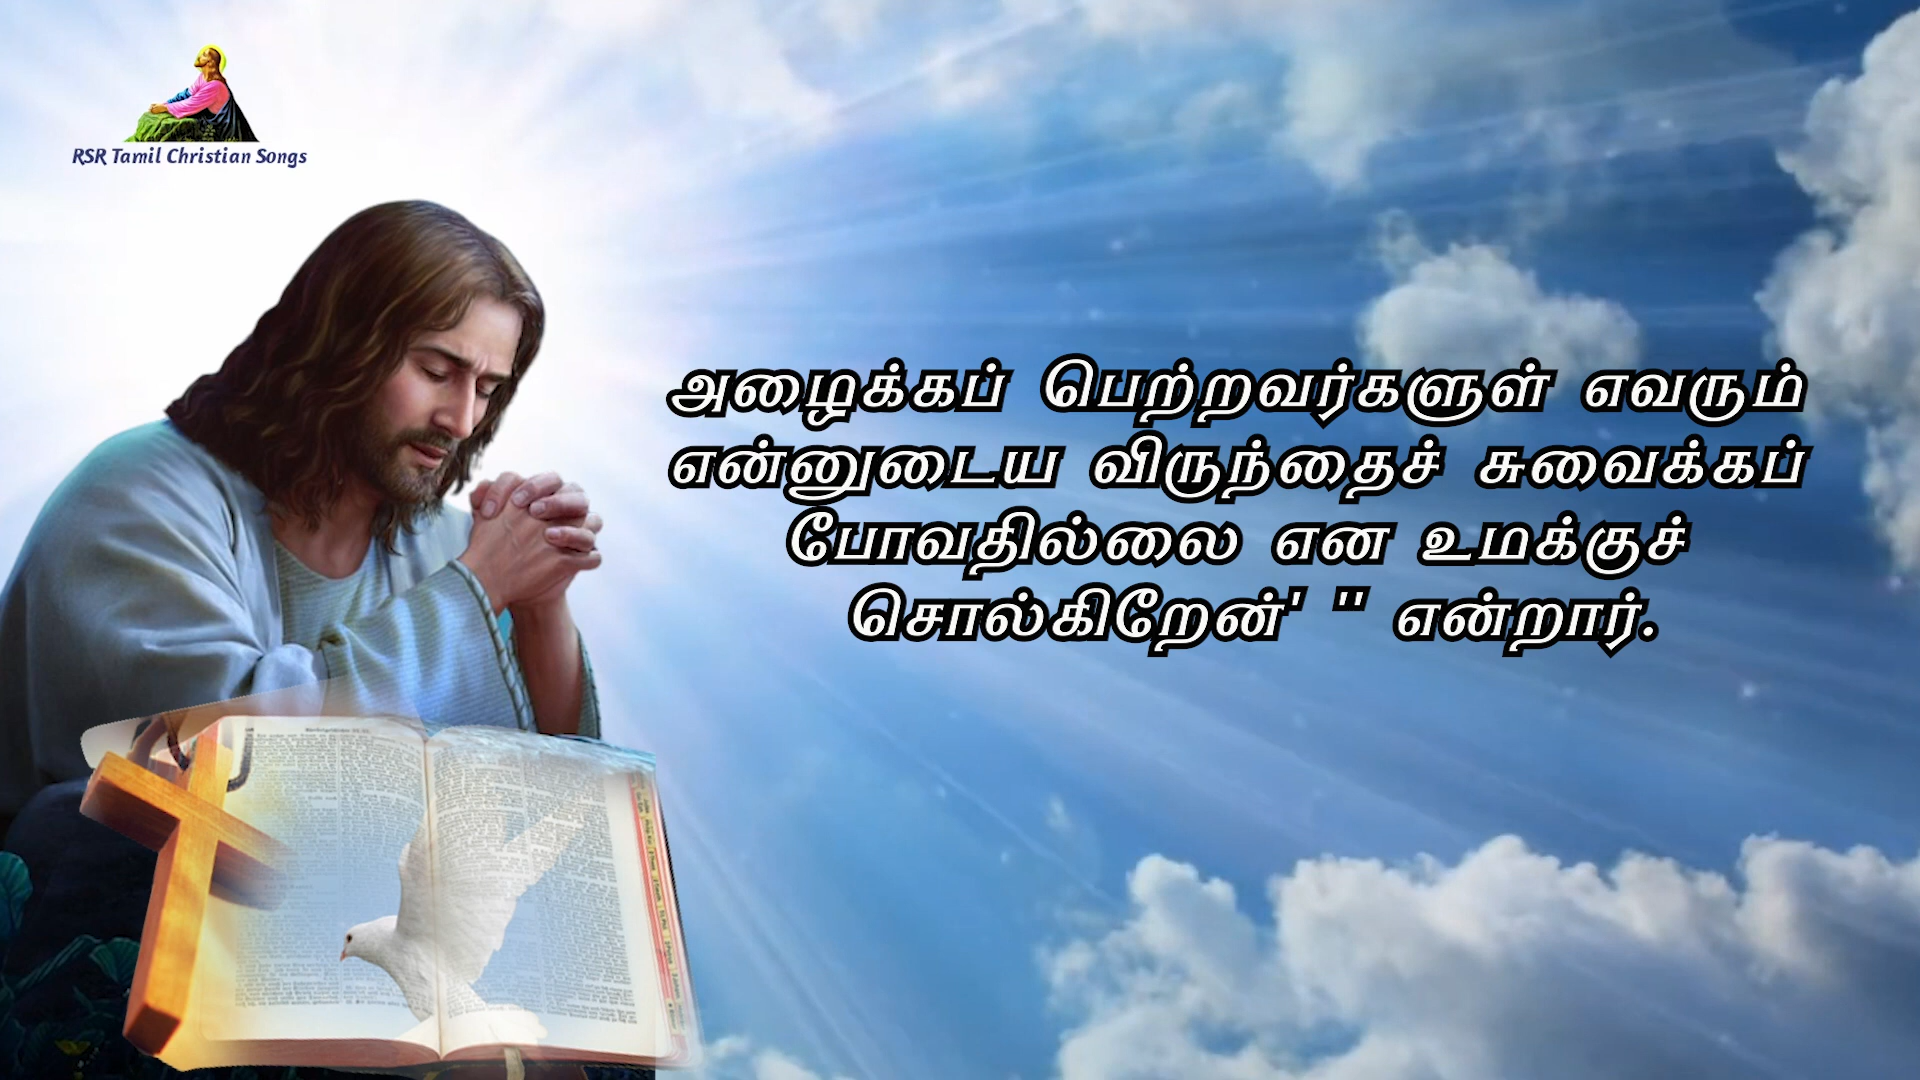 RSR Tamil Christian Songs
அழைக்கப் பெற்றவர்களுள் எவரும்
என்னுடைய விருந்தைச் சுவைக்கப்
போவதில்லை என உமக்குச்
சொல்கிறேன்' '' என்றார்.